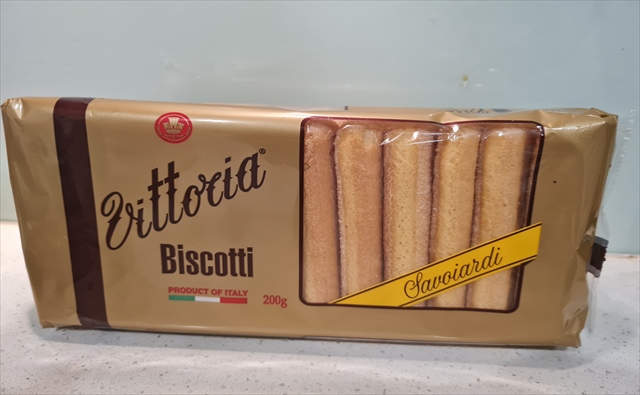 Vittoria®
Biscotti
PRODUCT OF ITALY
200g
Savoiardi